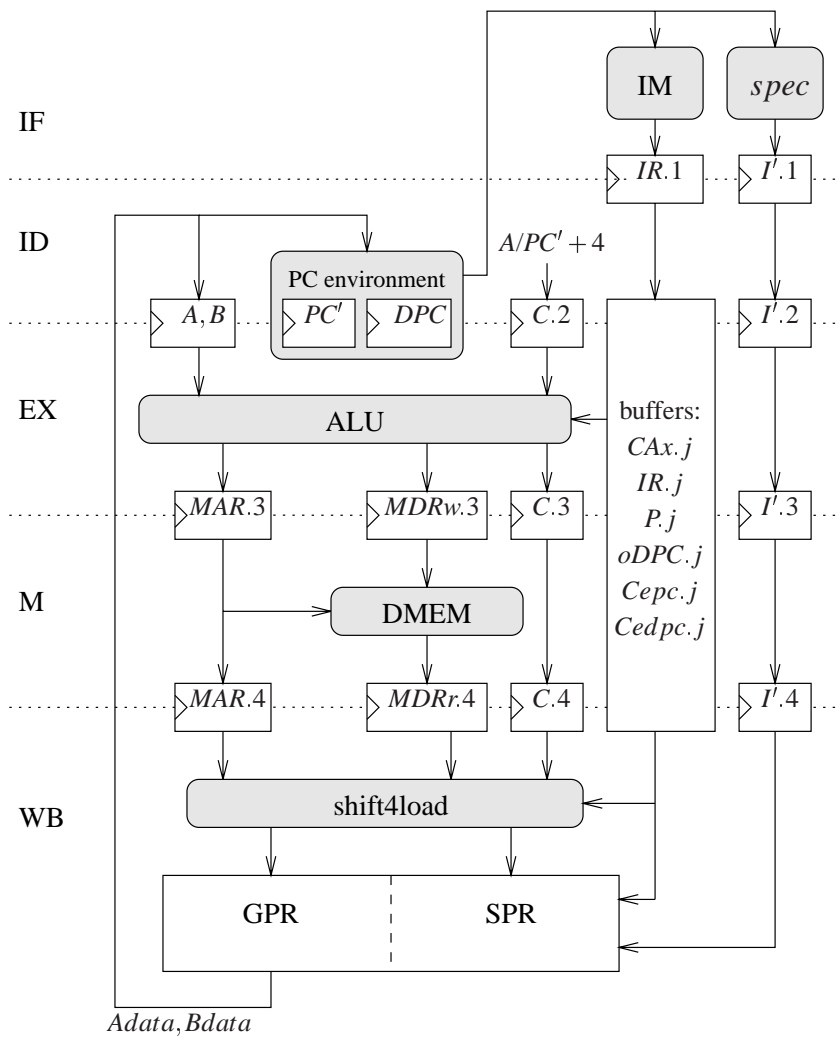 IM
spec
IF
IR.1
I′.1
ID
A/PC′ + 4
PC environment
A,B
PC′
DPC
C.2
I′.2
EX
ALU
buffers:
CAx.j
IR.j
P.j
oDPC.j
Cepc.j
Cedpc.j
MAR.3
MDRw.3
C.3
I′.3
M
DMEM
MAR.4
MDRr.4
C.4
I′.4
WB
shift4load
GPR
SPR
Adata,Bdata